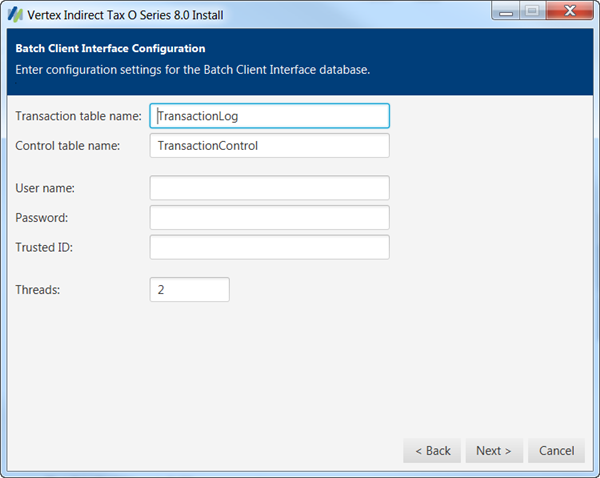 Vertex Indirect Tax O Series 8.0 Install
Batch Client Interface Configuration
Enter configuration settings for the Batch Client Interface database.
Transaction table name: TransactionLog
Control table name: TransactionControl
User name:
Password:
Trusted ID:
Threads: 2
< Back Next > Cancel